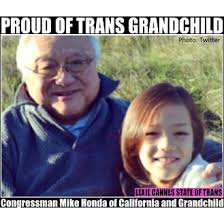 PROUD OF TRANS GRANDCHILD
Photo: Twitter
LEXIE CANNES STATE OF TRANS
Congressman Mike Honda of California and Grandchild